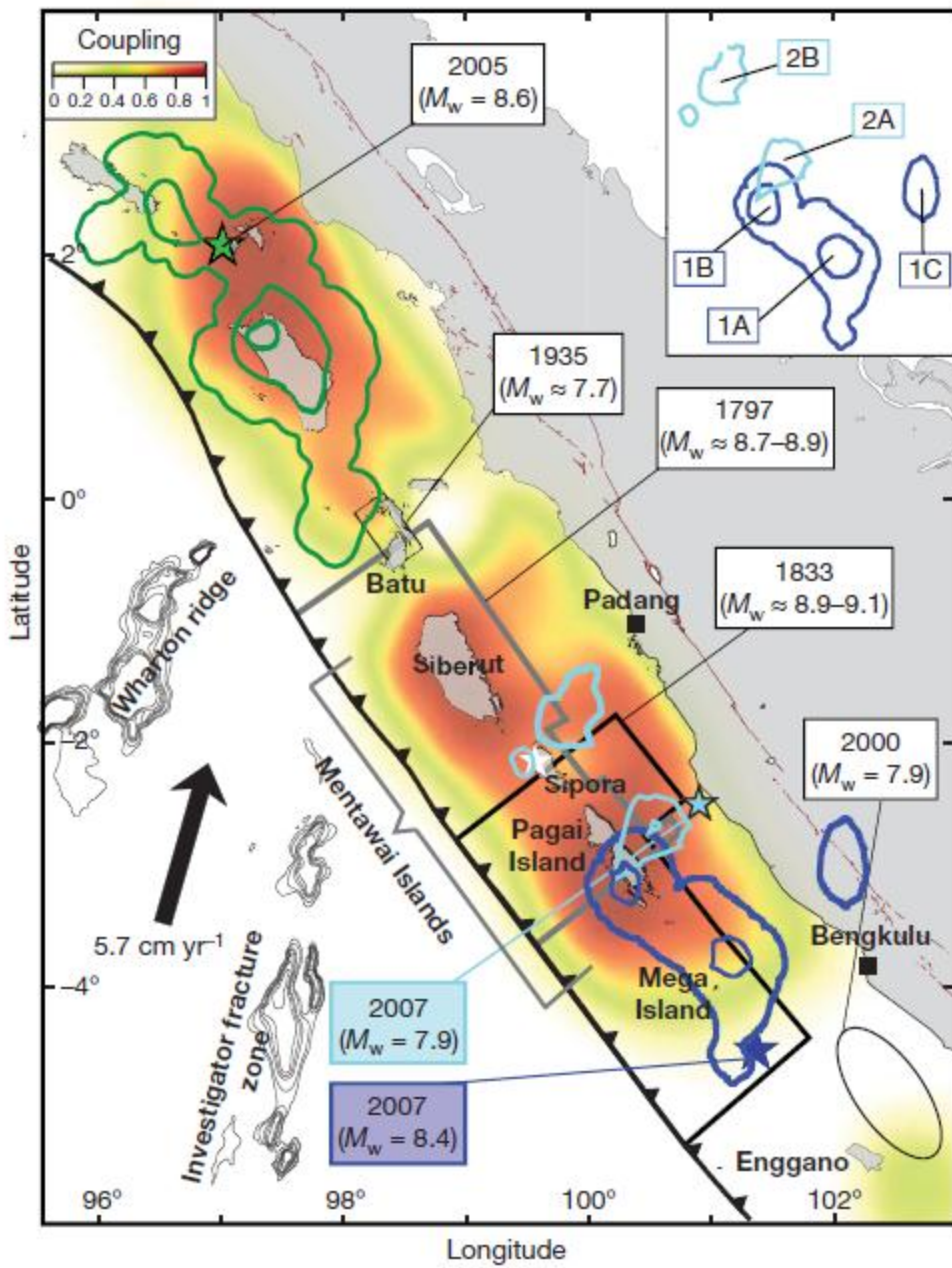 Coupling
0 0.2 0.4 0.6 0.8 1
2005
(Mw = 8.6)
2B
2A
1B
1C
1A
1935
(Mw ≈ 7.7)
1797
(Mw ≈ 8.7–8.9)
1833
(Mw ≈ 8.9–9.1)
2000
(Mw = 7.9)
2°
0°
–2°
–4°
Latitude
Batu
Padang
Siberut
Sipora
Pagai
Island
Mega
Island
Bengkulu
Enggano
Wharton ridge
Mentawai Islands
5.7 cm yr⁻¹
Investigator fracture
zone
2007
(Mw = 7.9)
2007
(Mw = 8.4)
96°
98°
100°
102°
Longitude